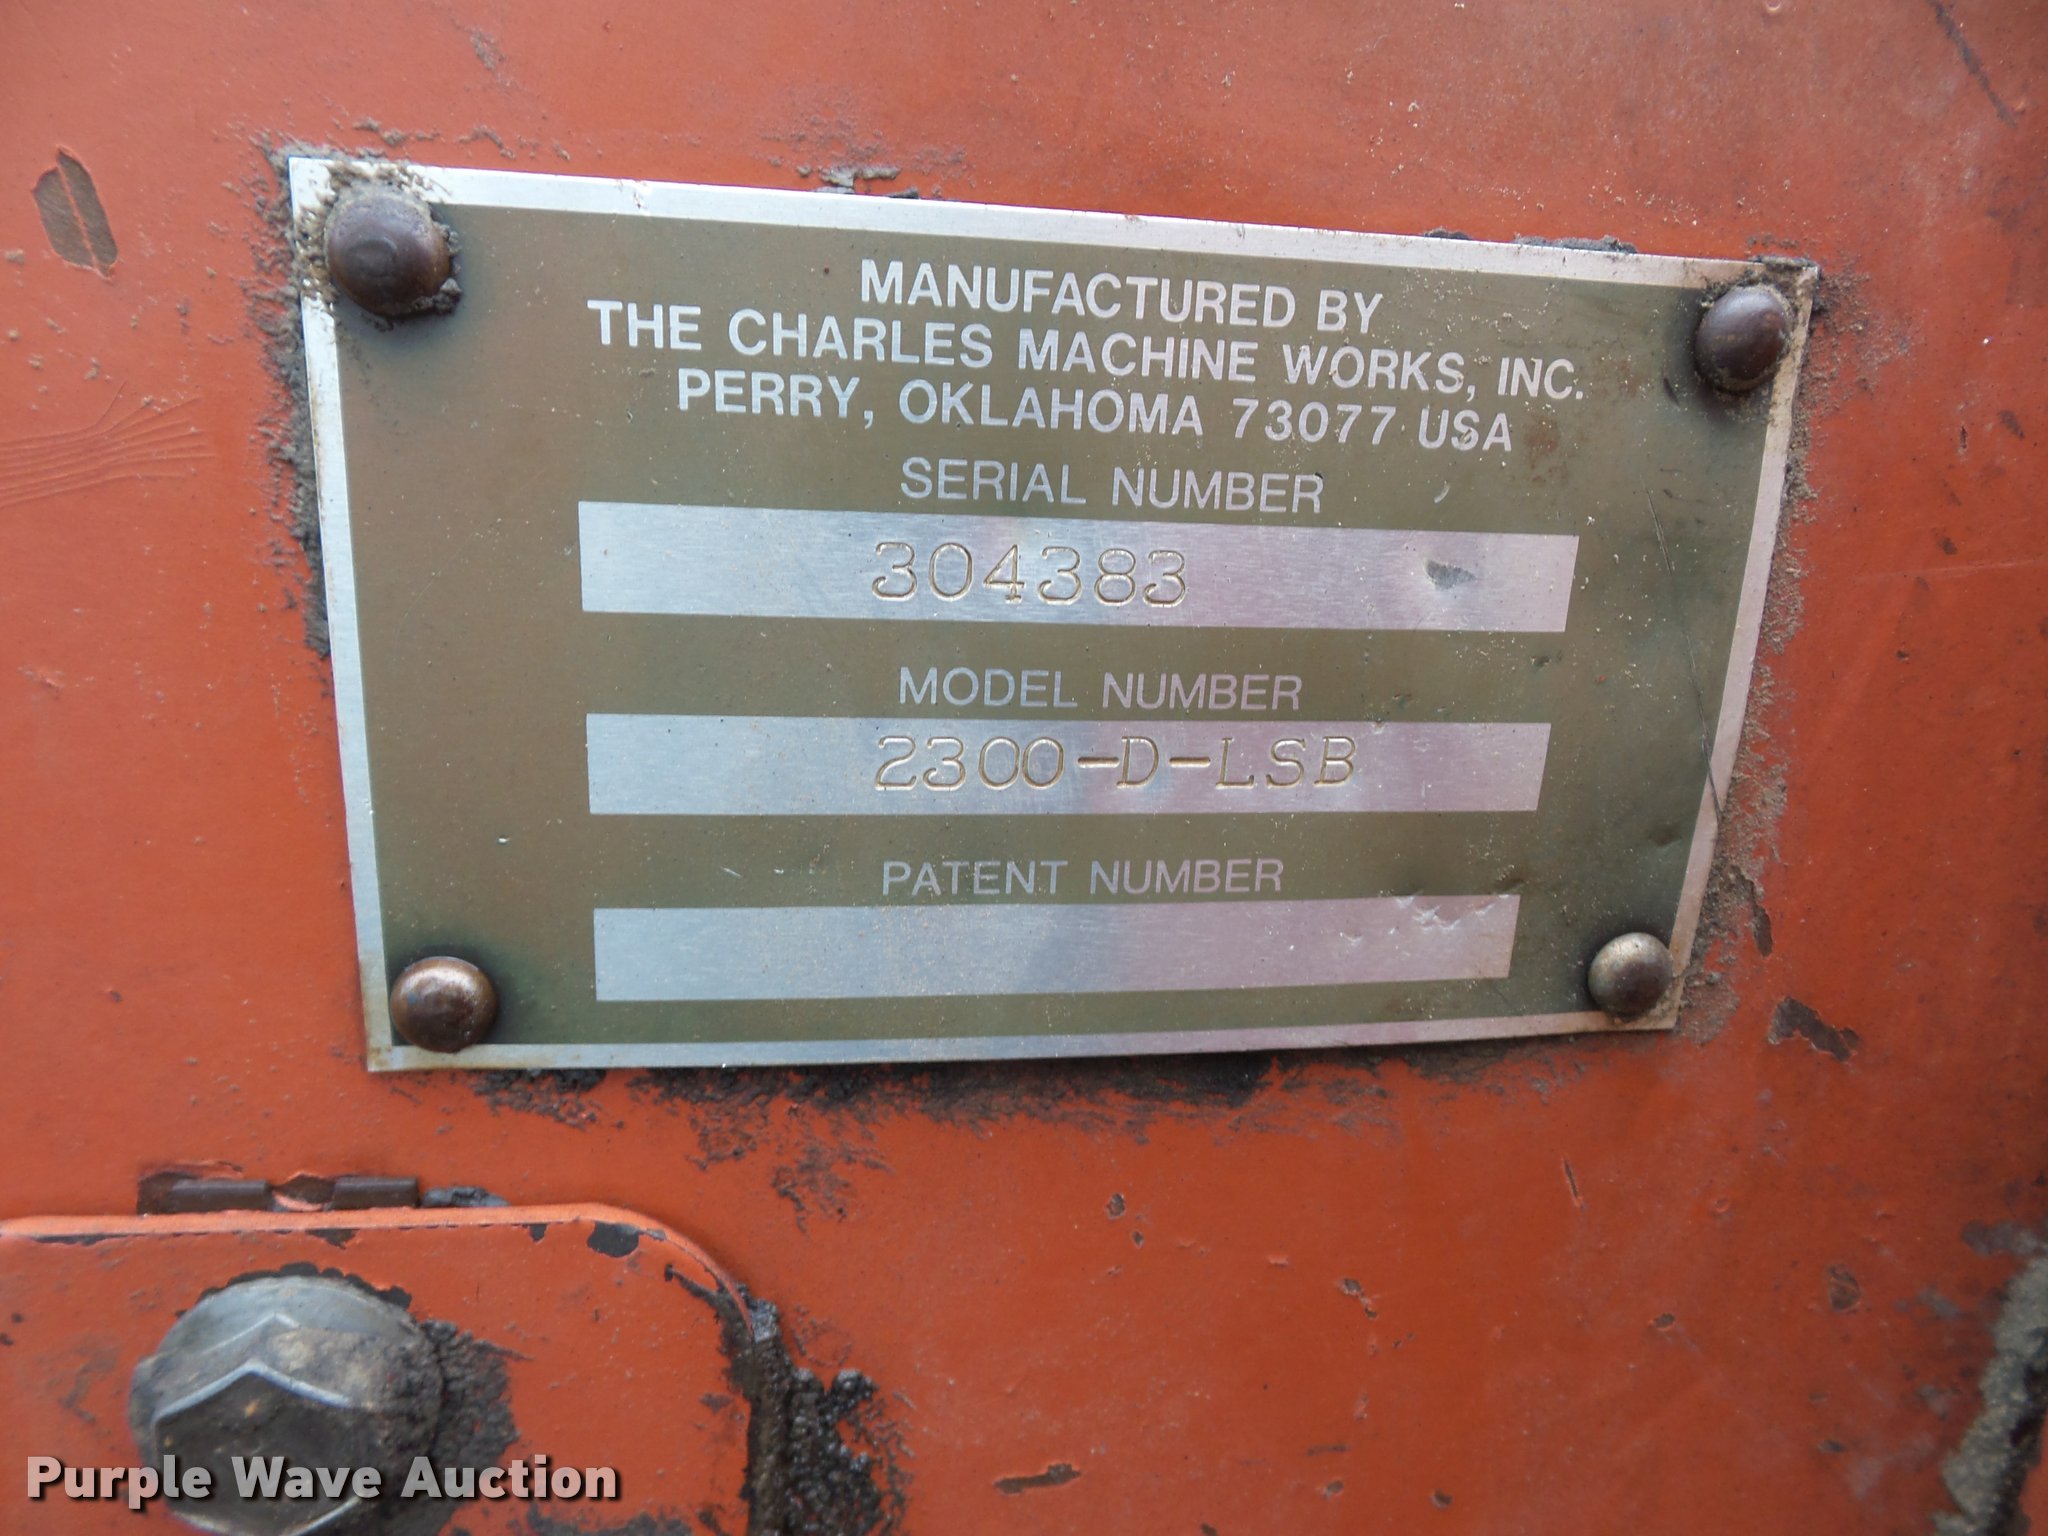 MANUFACTURED BY
THE CHARLES MACHINE WORKS, INC.
PERRY, OKLAHOMA 73077 USA
SERIAL NUMBER
304383
MODEL NUMBER
2300-D-LSB
PATENT NUMBER
Purple Wave Auction